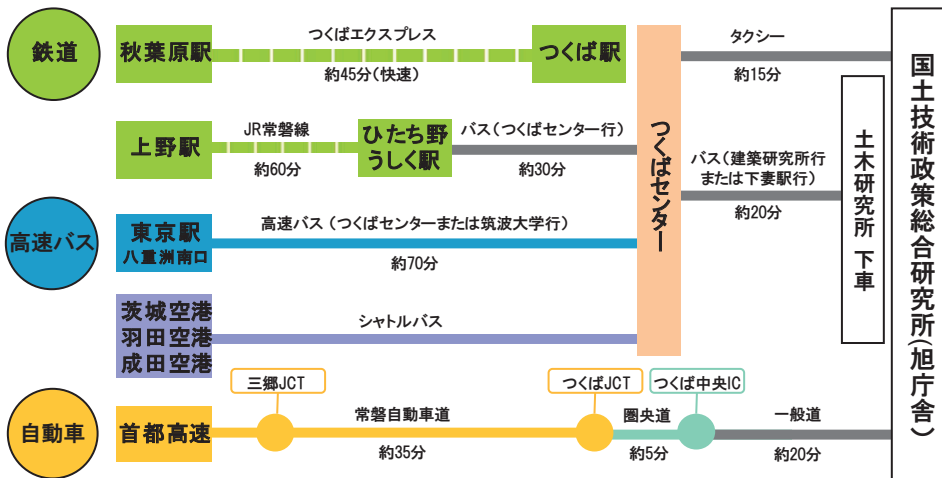 鉄道
秋葉原駅
つくばエクスプレス
約45分(快速)
つくば駅
タクシー
約15分
上野駅
JR常磐線
約60分
ひたち野
うしく駅
バス(つくばセンター行)
約30分
つくばセンター
バス(建築研究所行
または下妻駅行)
約20分
土木研究所 下車
国土技術政策総合研究所(旭庁舎)
高速バス
東京駅
八重洲南口
高速バス(つくばセンターまたは筑波大学行)
約70分
茨城空港
羽田空港
成田空港
シャトルバス
自動車
首都高速
三郷JCT
常磐自動車道
約35分
つくばJCT
圏央道
約5分
つくば中央IC
一般道
約20分